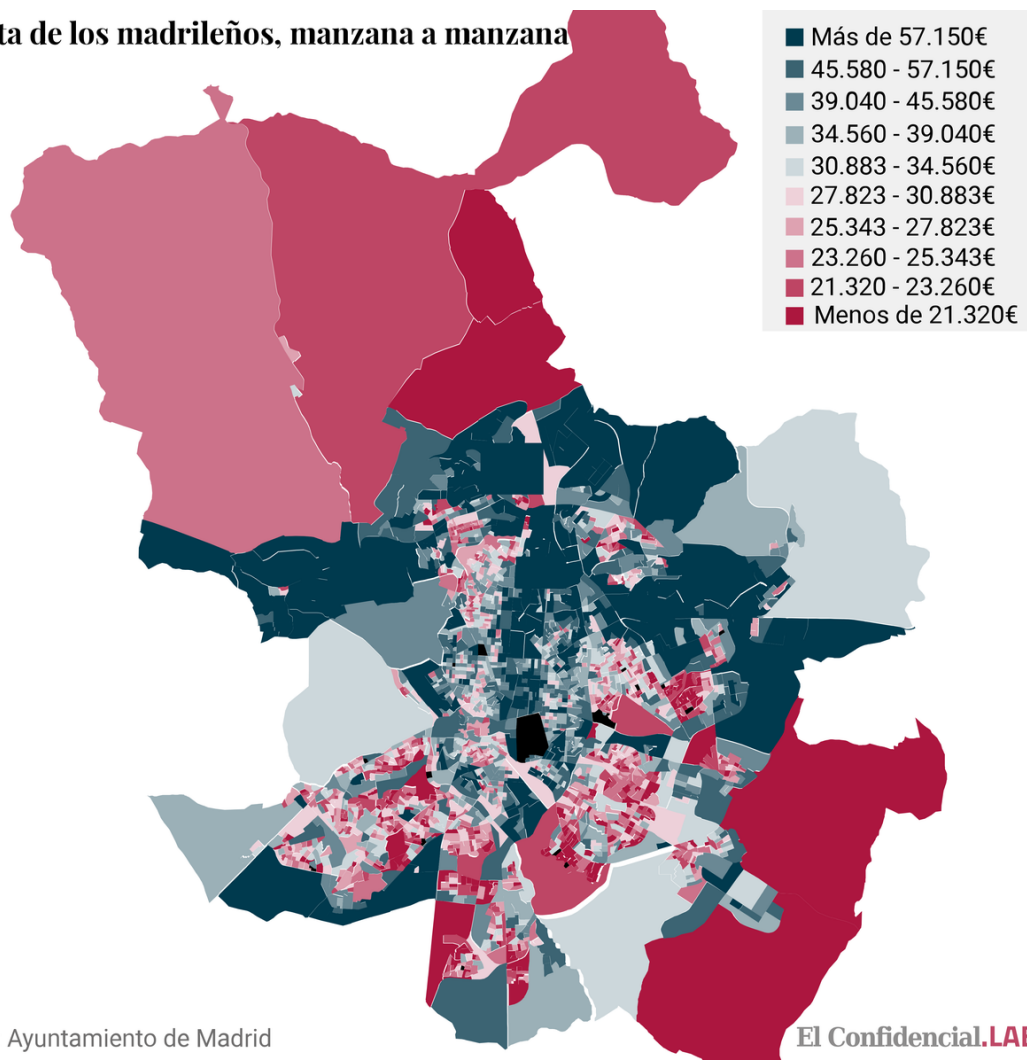 ta de los madrileños, manzana a manzana
Más de 57.150€
45.580 - 57.150€
39.040 - 45.580€
34.560 - 39.040€
30.883 - 34.560€
27.823 - 30.883€
25.343 - 27.823€
23.260 - 25.343€
21.320 - 23.260€
Menos de 21.320€
Ayuntamiento de Madrid
El Confidencial.LAB